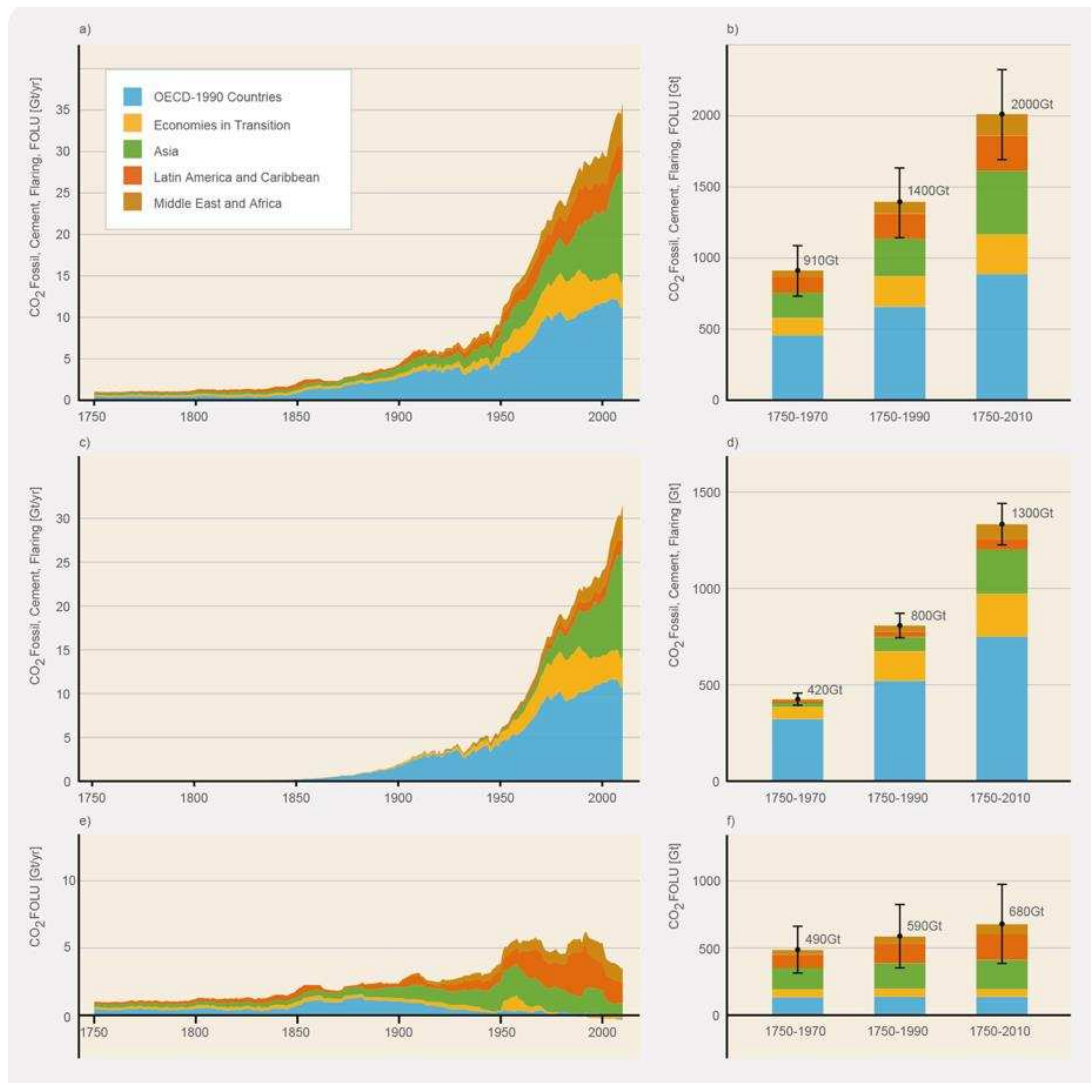 a)
CO2 Fossil, Cement, Flaring, FOLU [Gt/yr]
35
30
25
20
15
10
5
0
OECD-1990 Countries
Economies in Transition
Asia
Latin America and Caribbean
Middle East and Africa
1750
1800
1850
1900
1950
2000
b)
CO2 Fossil, Cement, Flaring, FOLU [Gt]
2000
1500
1000
500
0
910Gt
1400Gt
2000Gt
1750-1970
1750-1990
1750-2010
c)
CO2 Fossil, Cement, Flaring [Gt/yr]
30
25
20
15
10
5
0
1750
1800
1850
1900
1950
2000
d)
CO2 Fossil, Cement, Flaring [Gt]
1500
1000
500
0
420Gt
800Gt
1300Gt
1750-1970
1750-1990
1750-2010
e)
CO2 FOLU [Gt/yr]
10
5
0
1750
1800
1850
1900
1950
2000
f)
CO2 FOLU [Gt]
1000
500
0
490Gt
590Gt
680Gt
1750-1970
1750-1990
1750-2010